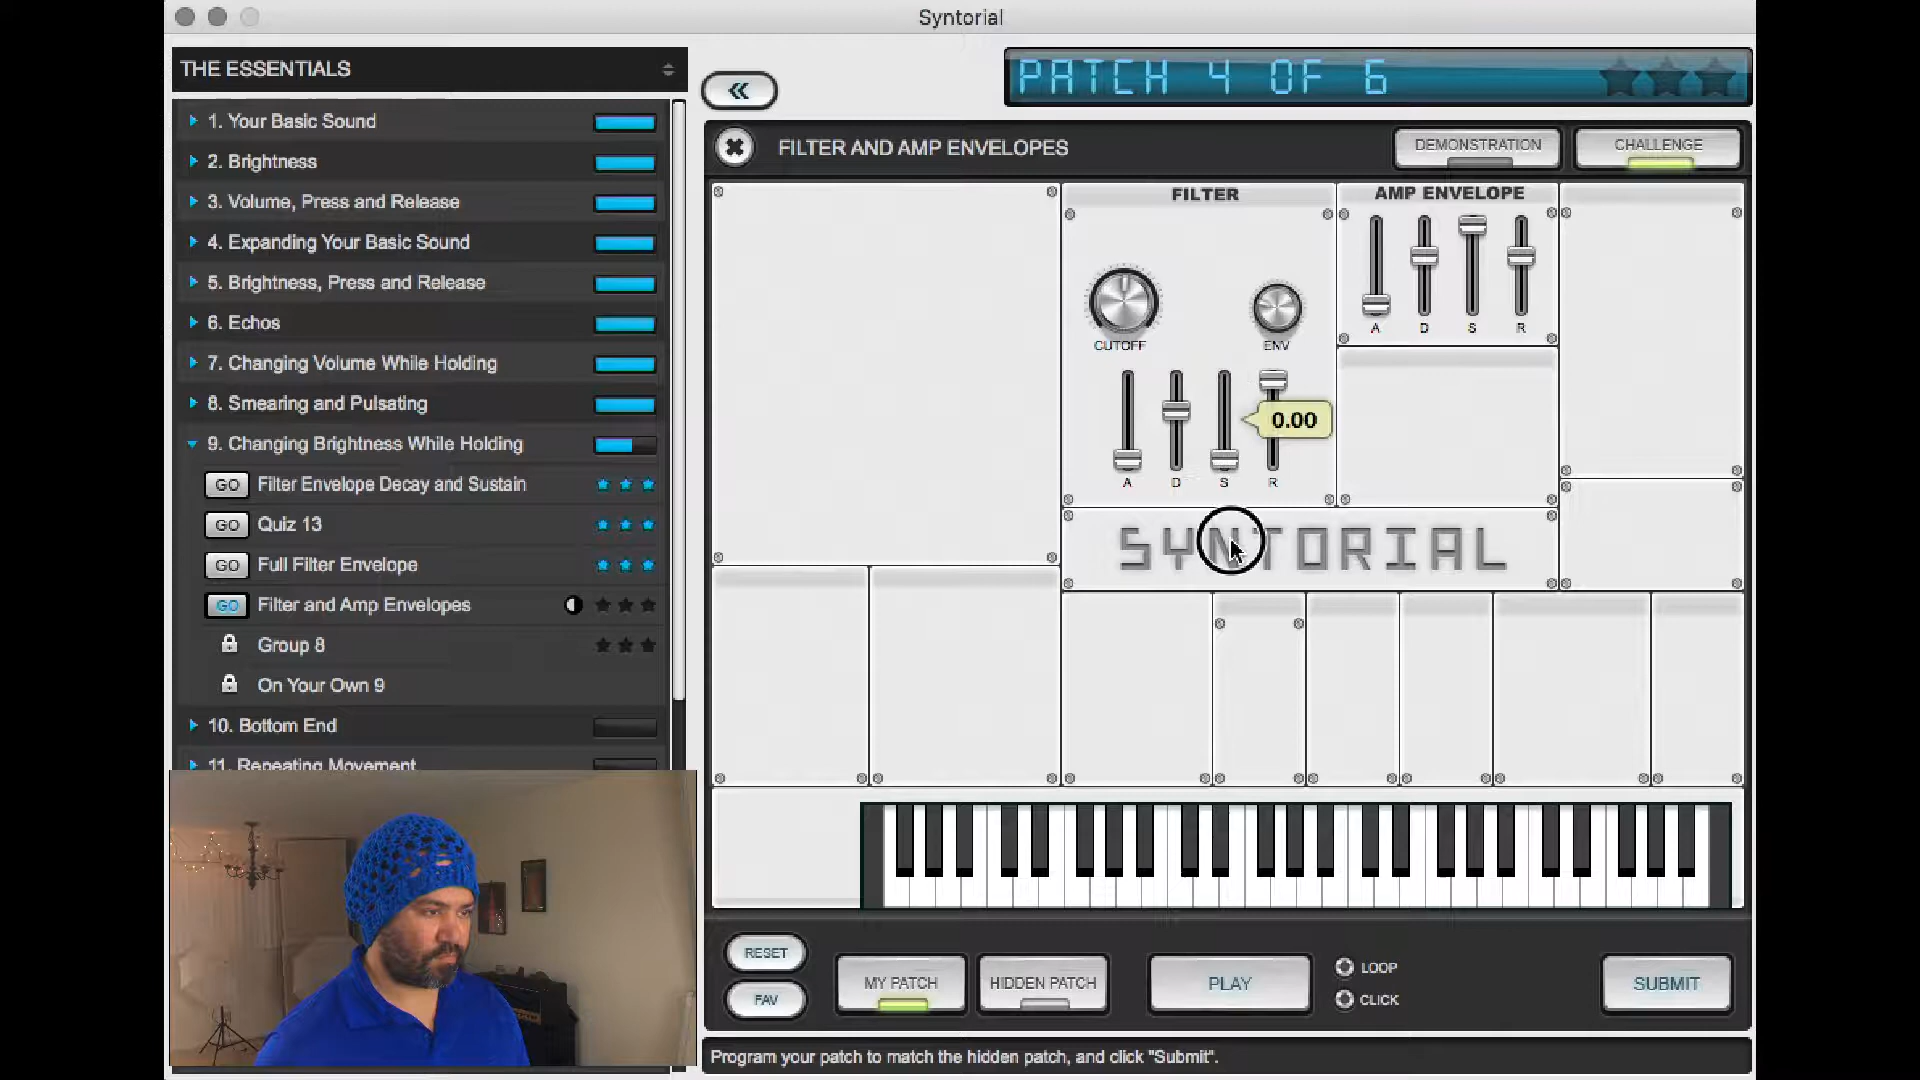 Syntorial
THE ESSENTIALS
PATCH 4 OF 6
1. Your Basic Sound
2. Brightness
3. Volume, Press and Release
4. Expanding Your Basic Sound
5. Brightness, Press and Release
6. Echos
7. Changing Volume While Holding
8. Smearing and Pulsating
9. Changing Brightness While Holding
GO Filter Envelope Decay and Sustain
GO Quiz 13
GO Full Filter Envelope
GO Filter and Amp Envelopes
Group 8
On Your Own 9
10. Bottom End
11. Repeating Movement
FILTER AND AMP ENVELOPES
DEMONSTRATION
CHALLENGE
FILTER
CUTOFF
ENV
0.00
A D S R
AMP ENVELOPE
A D S R
SYNTORIAL
RESET
FAV
MY PATCH
HIDDEN PATCH
PLAY
LOOP
CLICK
SUBMIT
Program your patch to match the hidden patch, and click "Submit".